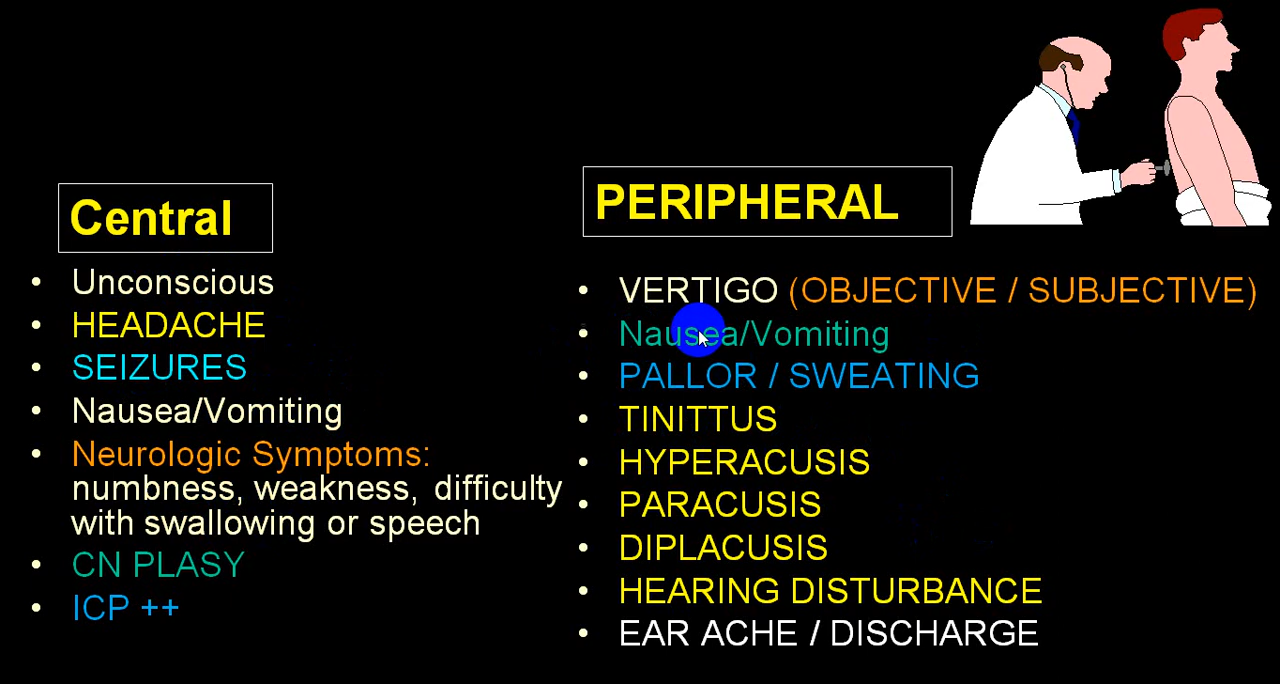 Central
• Unconscious
• HEADACHE
• SEIZURES
• Nausea/Vomiting
• Neurologic Symptoms:
numbness, weakness, difficulty
with swallowing or speech
• CN PLASY
• ICP ++
PERIPHERAL
• VERTIGO (OBJECTIVE / SUBJECTIVE)
• Nausea/Vomiting
• PALLOR / SWEATING
• TINITTUS
• HYPERACUSIS
• PARACUSIS
• DIPLACUSIS
• HEARING DISTURBANCE
• EAR ACHE / DISCHARGE